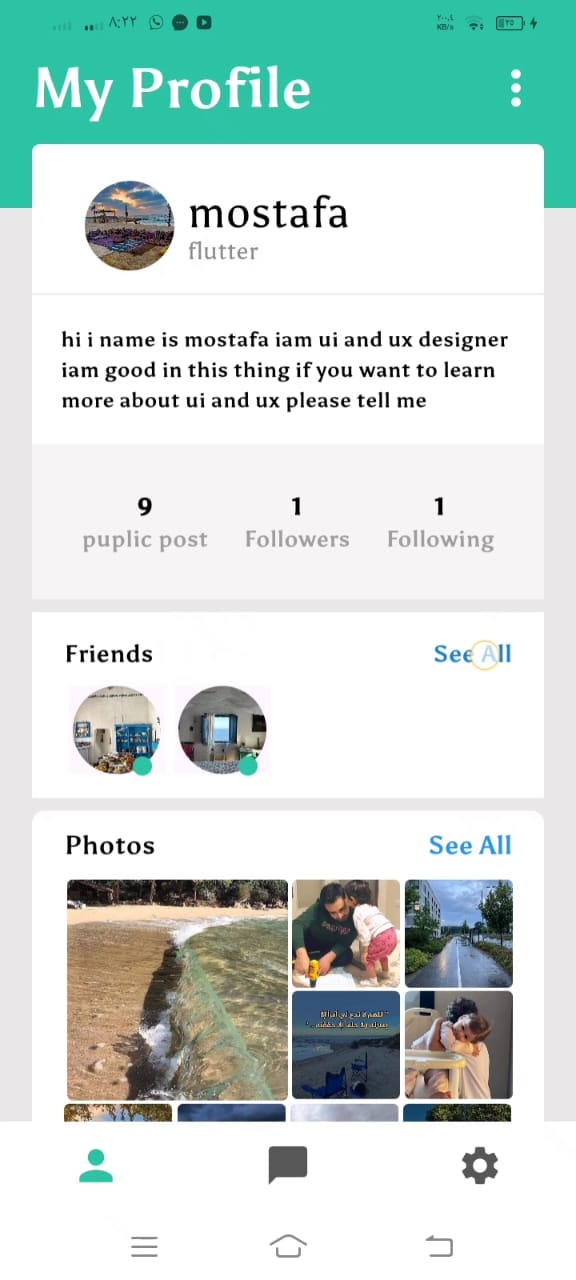 ٨:٢٢
KB/s
٢٥
My Profile
mostafa
flutter
hi i name is mostafa iam ui and ux designer
iam good in this thing if you want to learn
more about ui and ux please tell me
9 1 1
puplic post Followers Following
Friends See All
Photos See All